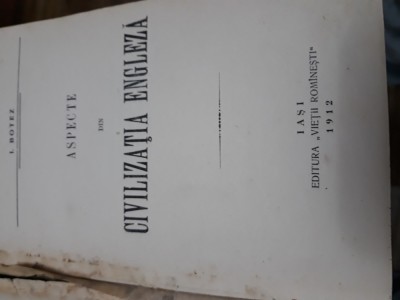 I. BOTEZ
ASPECTE
DIN
CIVILIZAȚIA ENGLEZĂ
IAȘI
EDITURA „VIEȚII ROMÎNEȘTI”
1912